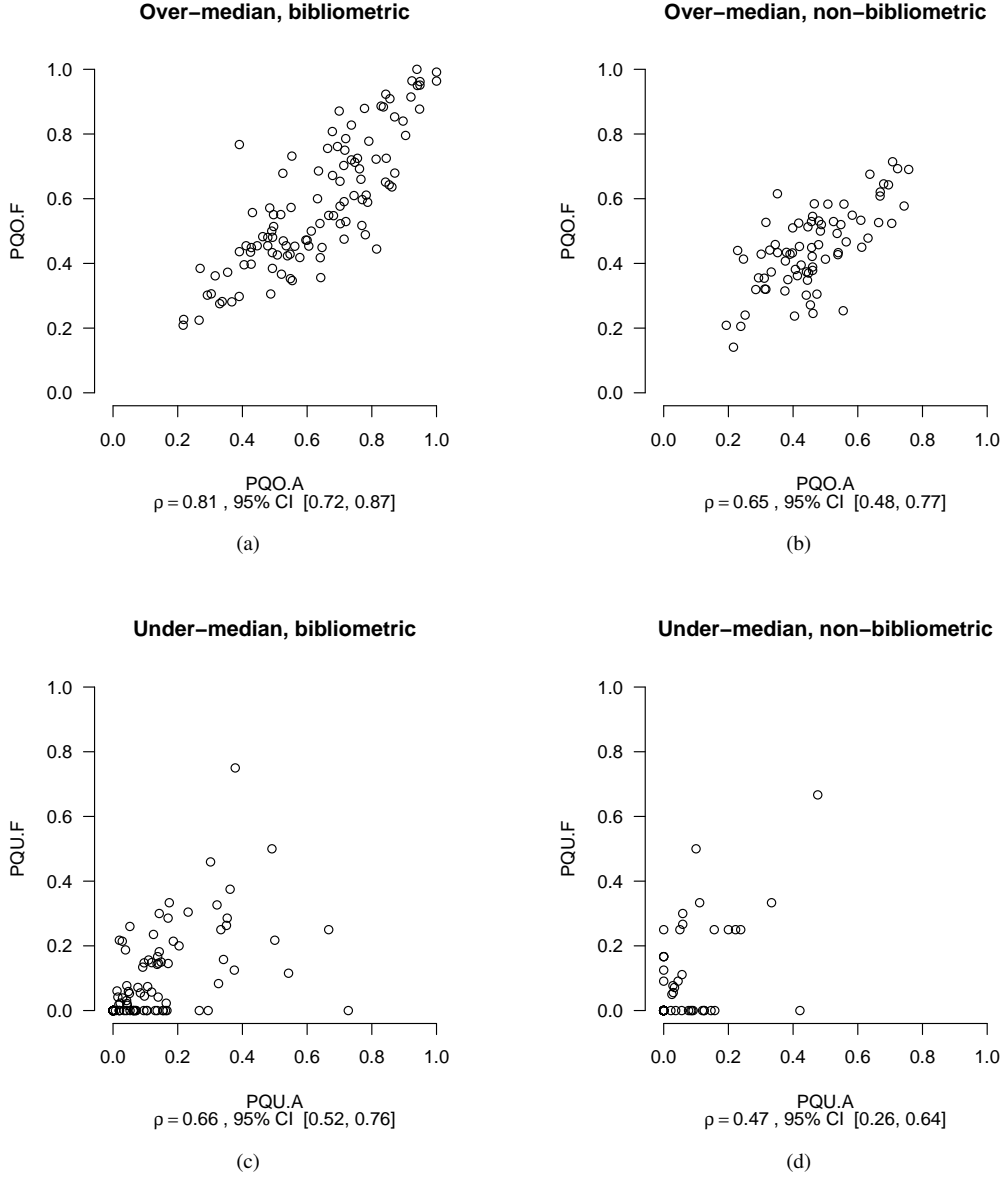 Over−median, bibliometric
PQO.F
1.0
0.8
0.6
0.4
0.2
0.0
0.0 0.2 0.4 0.6 0.8 1.0
PQO.A
ρ = 0.81 , 95% CI [0.72, 0.87]
(a)
Over−median, non−bibliometric
PQO.F
1.0
0.8
0.6
0.4
0.2
0.0
0.0 0.2 0.4 0.6 0.8 1.0
PQO.A
ρ = 0.65 , 95% CI [0.48, 0.77]
(b)
Under−median, bibliometric
PQU.F
1.0
0.8
0.6
0.4
0.2
0.0
0.0 0.2 0.4 0.6 0.8 1.0
PQU.A
ρ = 0.66 , 95% CI [0.52, 0.76]
(c)
Under−median, non−bibliometric
PQU.F
1.0
0.8
0.6
0.4
0.2
0.0
0.0 0.2 0.4 0.6 0.8 1.0
PQU.A
ρ = 0.47 , 95% CI [0.26, 0.64]
(d)